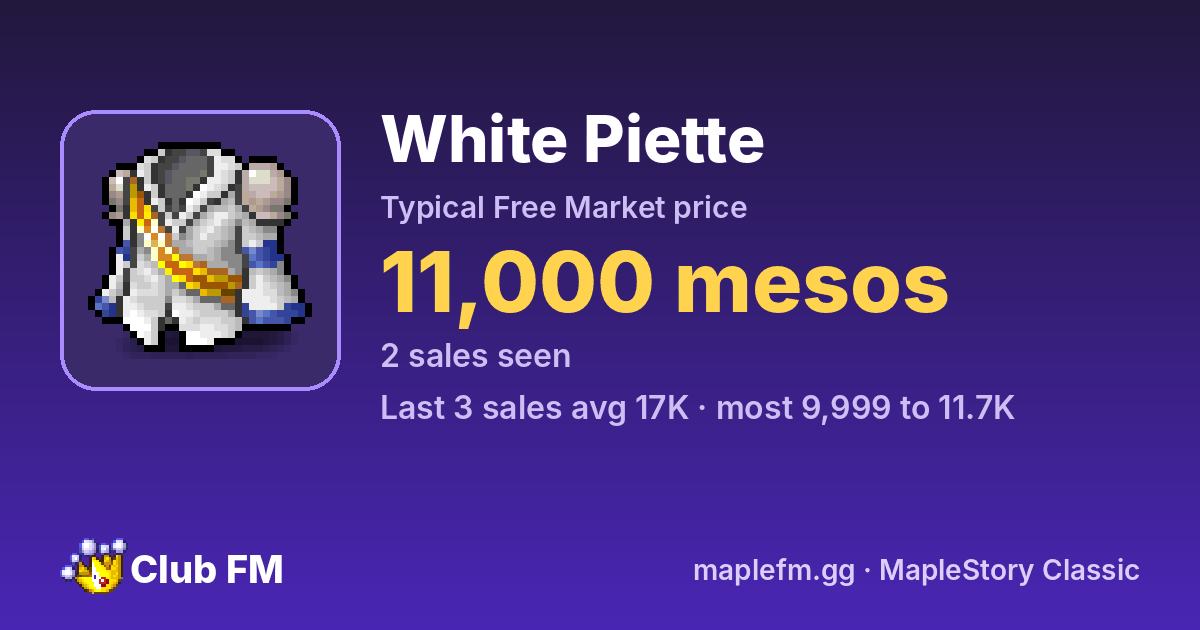 White Piette
Typical Free Market price
11,000 mesos
2 sales seen
Last 3 sales avg 17K · most 9,999 to 11.7K
Club FM
maplefm.gg · MapleStory Classic